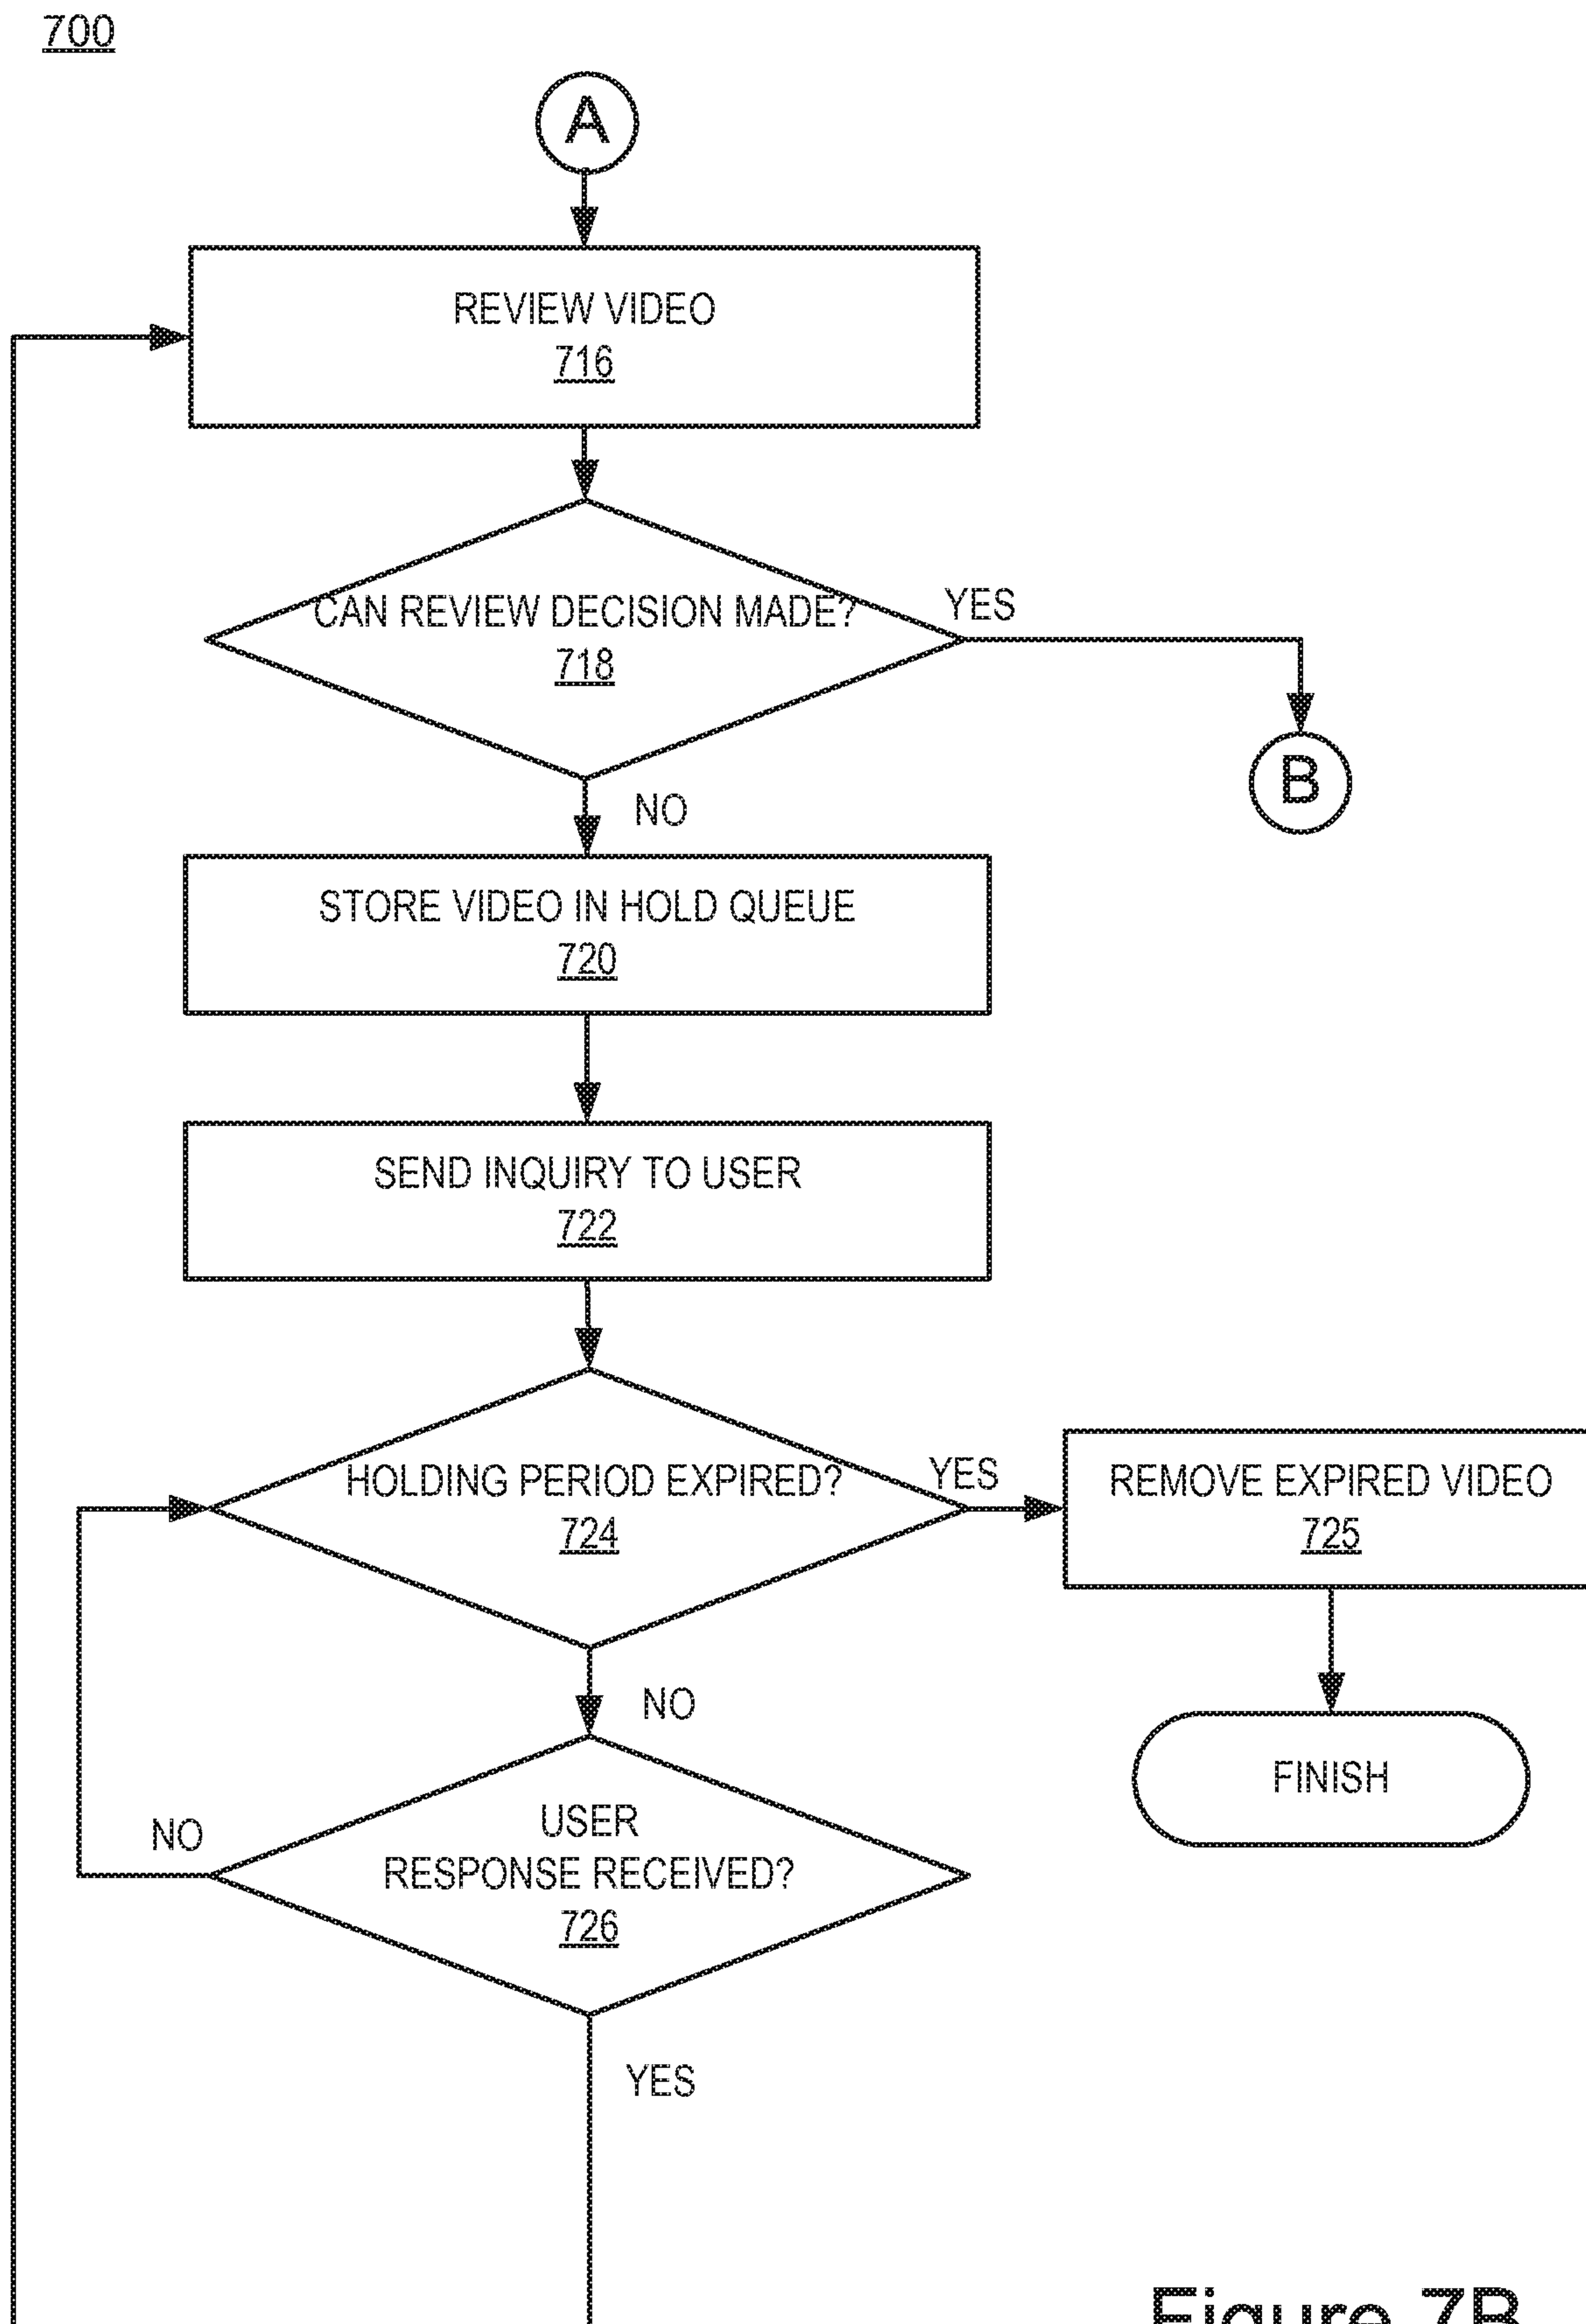 700
A
REVIEW VIDEO
716
CAN REVIEW DECISION MADE?
718
YES
B
NO
STORE VIDEO IN HOLD QUEUE
720
SEND INQUIRY TO USER
722
HOLDING PERIOD EXPIRED?
724
YES
REMOVE EXPIRED VIDEO
725
NO
FINISH
USER
RESPONSE RECEIVED?
726
NO
YES
Figure 7B